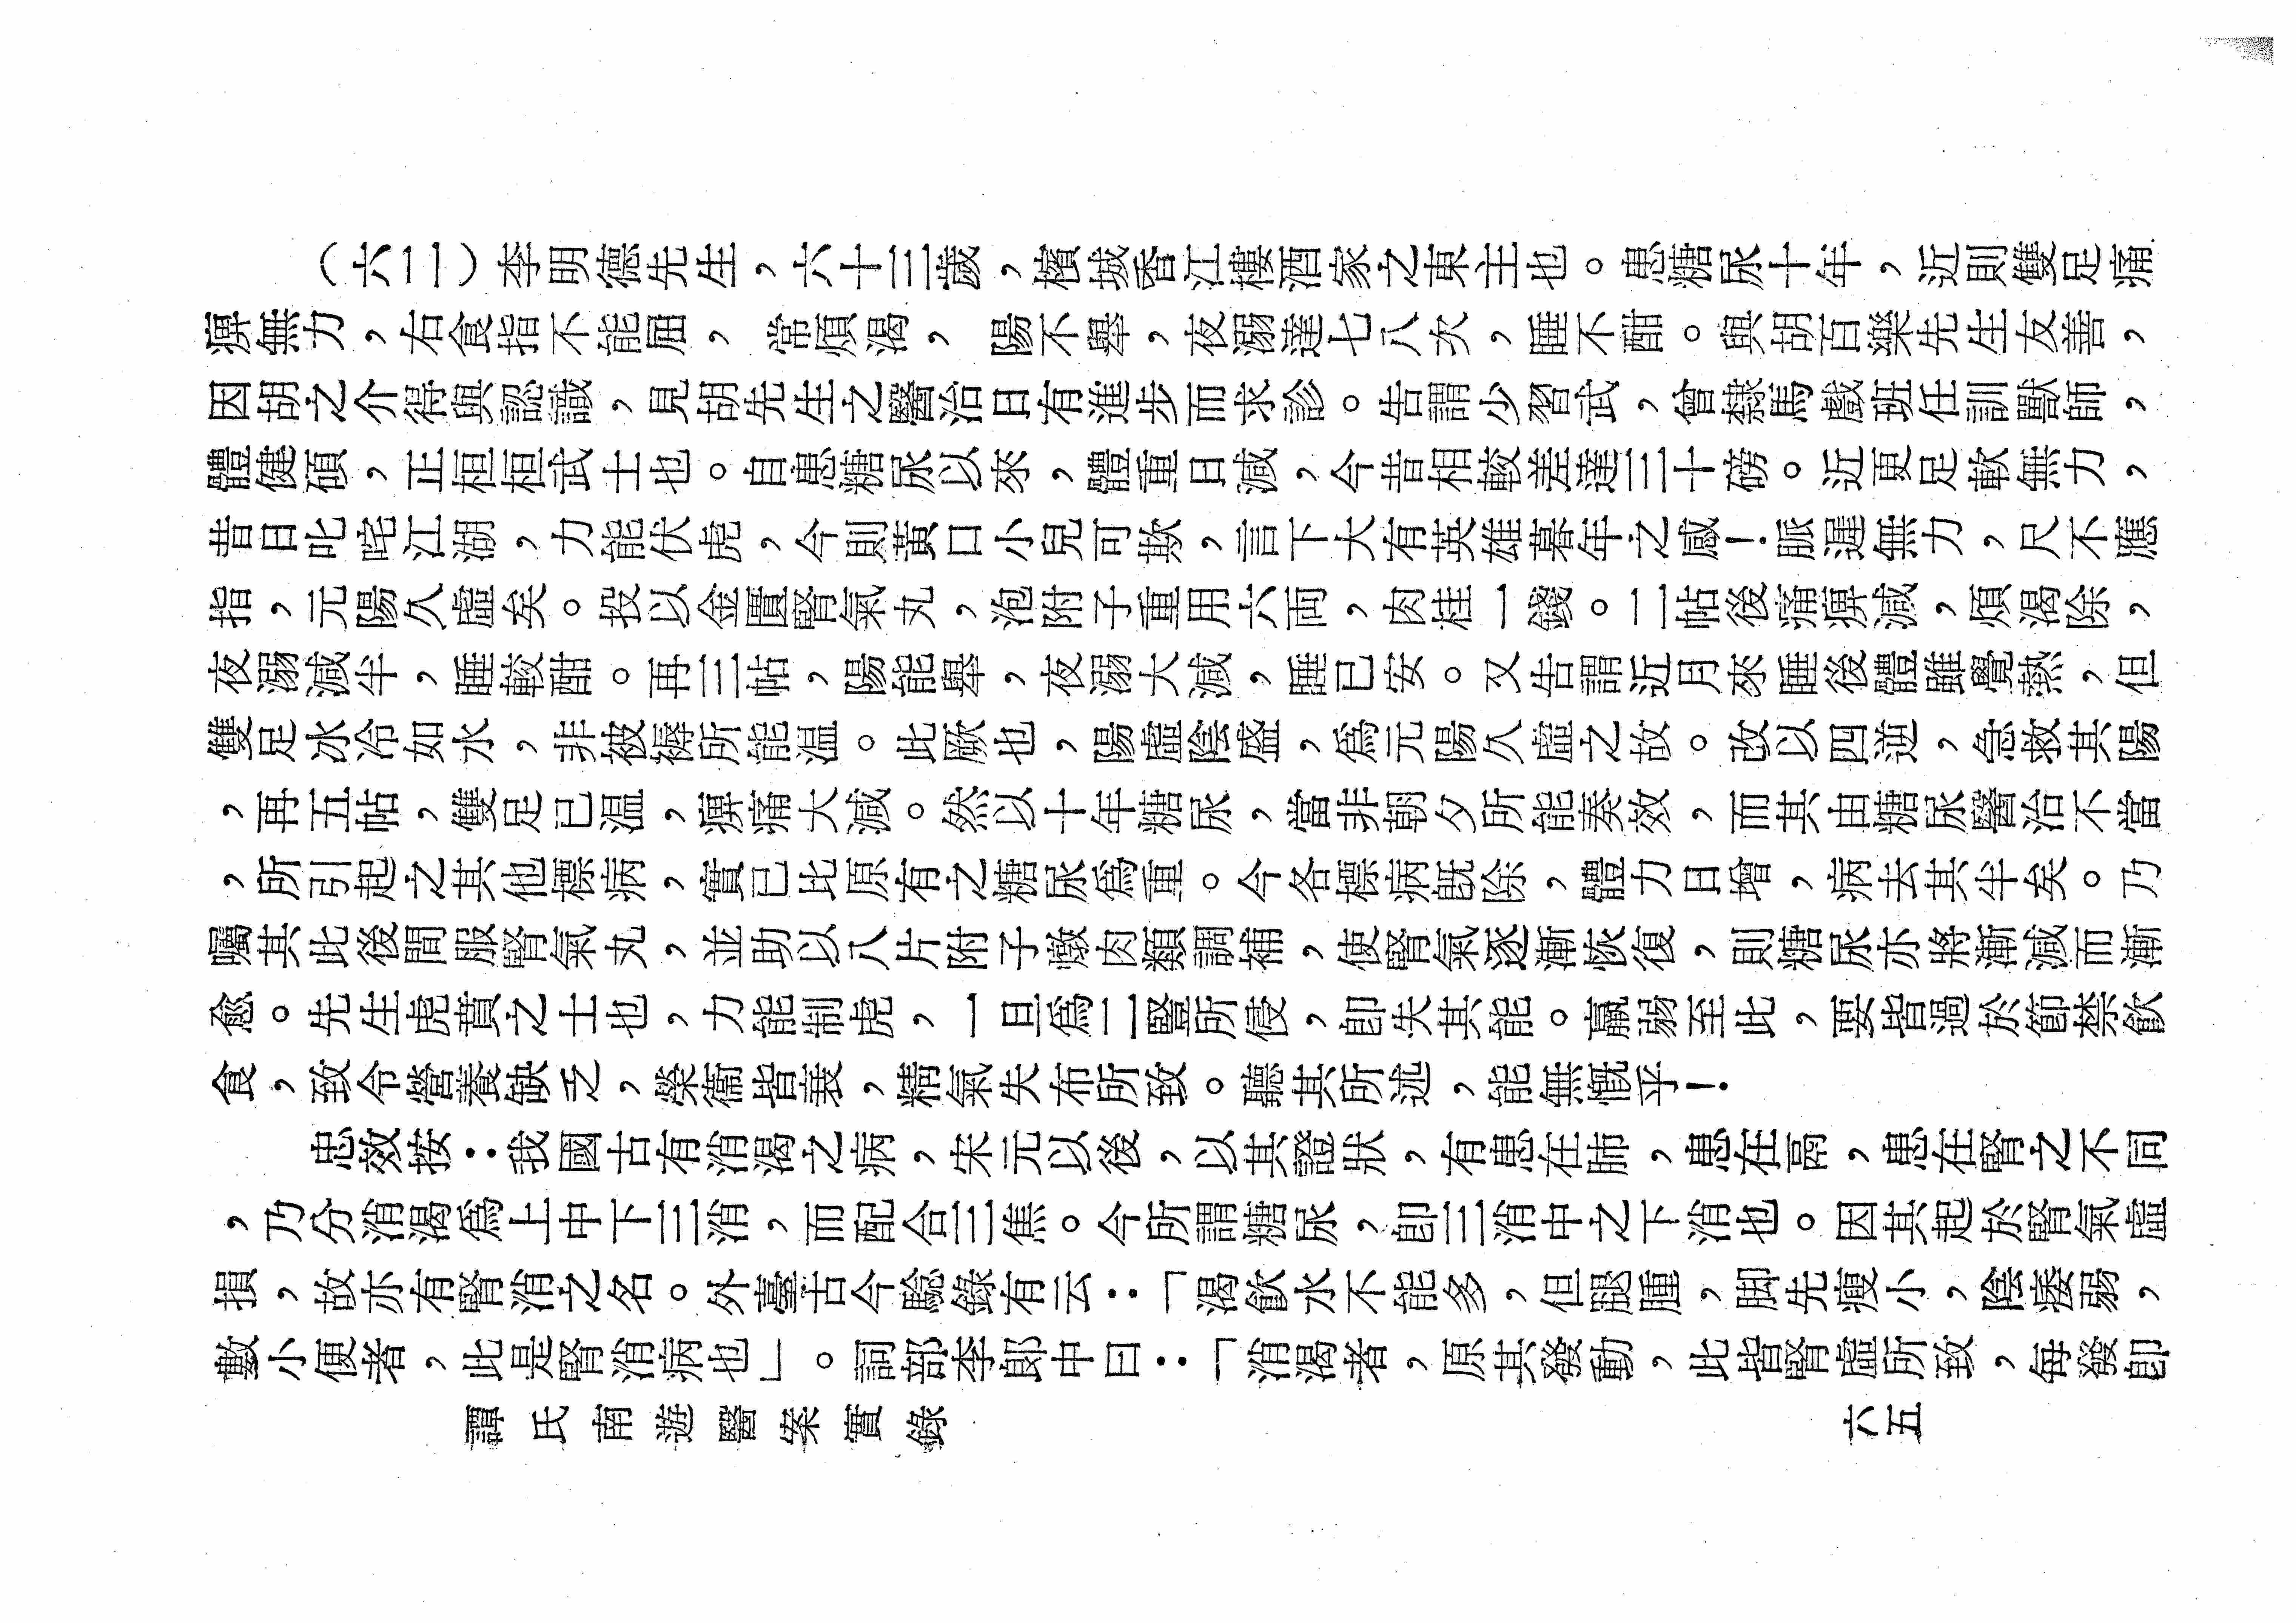 （六二）李明德先生，六十三歲，檳城香江樓酒家之東主也。患糖尿十年，近則雙足痛
痹無力，右食指不能屈，常煩渴，陽不舉，夜溺達七八次，睡不酣。與胡百樂先生友善，
因胡之介得與認識，見胡先生之醫治日有進步而求診。告謂少習武，曾隸馬戲班任訓獸師，
體健碩，正桓桓武士也。自患糖尿以來，體重日減，今昔相較差達三十磅。近更足軟無力，
昔日叱咤江湖，力能伏虎，今則黃口小兒可欺，言下大有英雄暮年之感！脈遲無力，尺不應
指，元陽久虛矣。投以金匱腎氣丸，泡附子重用六両，肉桂一錢。二帖後痛痹減，煩渴除，
夜溺減半，睡較酣。再三帖，陽能舉，夜溺大減，睡已安。又告謂近月來睡後體雖覺熱，但
雙足冰冷如水，非被褥所能溫。此厥也，陽虛陰盛，爲元陽久虛之故。改以四逆，急救其陽
，再五帖，雙足已溫，痹痛大減。然以十年糖尿，當非朝夕所能奏效，而其由糖尿醫治不當
，所引起之其他標病，實已比原有之糖尿爲重。今各標病既除，體力日增，病去其半矣。乃
囑其此後間服腎氣丸，並助以八片附子燉肉類調補，使腎氣逐漸恢復，則糖尿亦將漸減而漸
愈。先生虎賁之士也，力能制虎，一旦爲二豎所侵，卽失其能。羸弱至此，要皆過於節禁飲
食，致令營養缺乏，榮衞皆衰，精氣失布所致。聽其所述，能無慨乎！
忠效按：我國古有消渴之病，宋元以後，以其證狀，有患在肺，患在鬲，患在腎之不同
，乃分消渴爲上中下三消，而配合三焦。今所謂糖尿，卽三消中之下消也。因其起於腎氣虛
損，故亦有腎消之名。外臺古今驗錄有云：「渴飲水不能多，但腿腫，脚先瘦小，陰痿弱，
數小便者，此是腎消病也」。詞部李郎中曰：「消渴者，原其發動，此皆腎虛所致，每發卽
譚氏南遊醫案實錄
六五